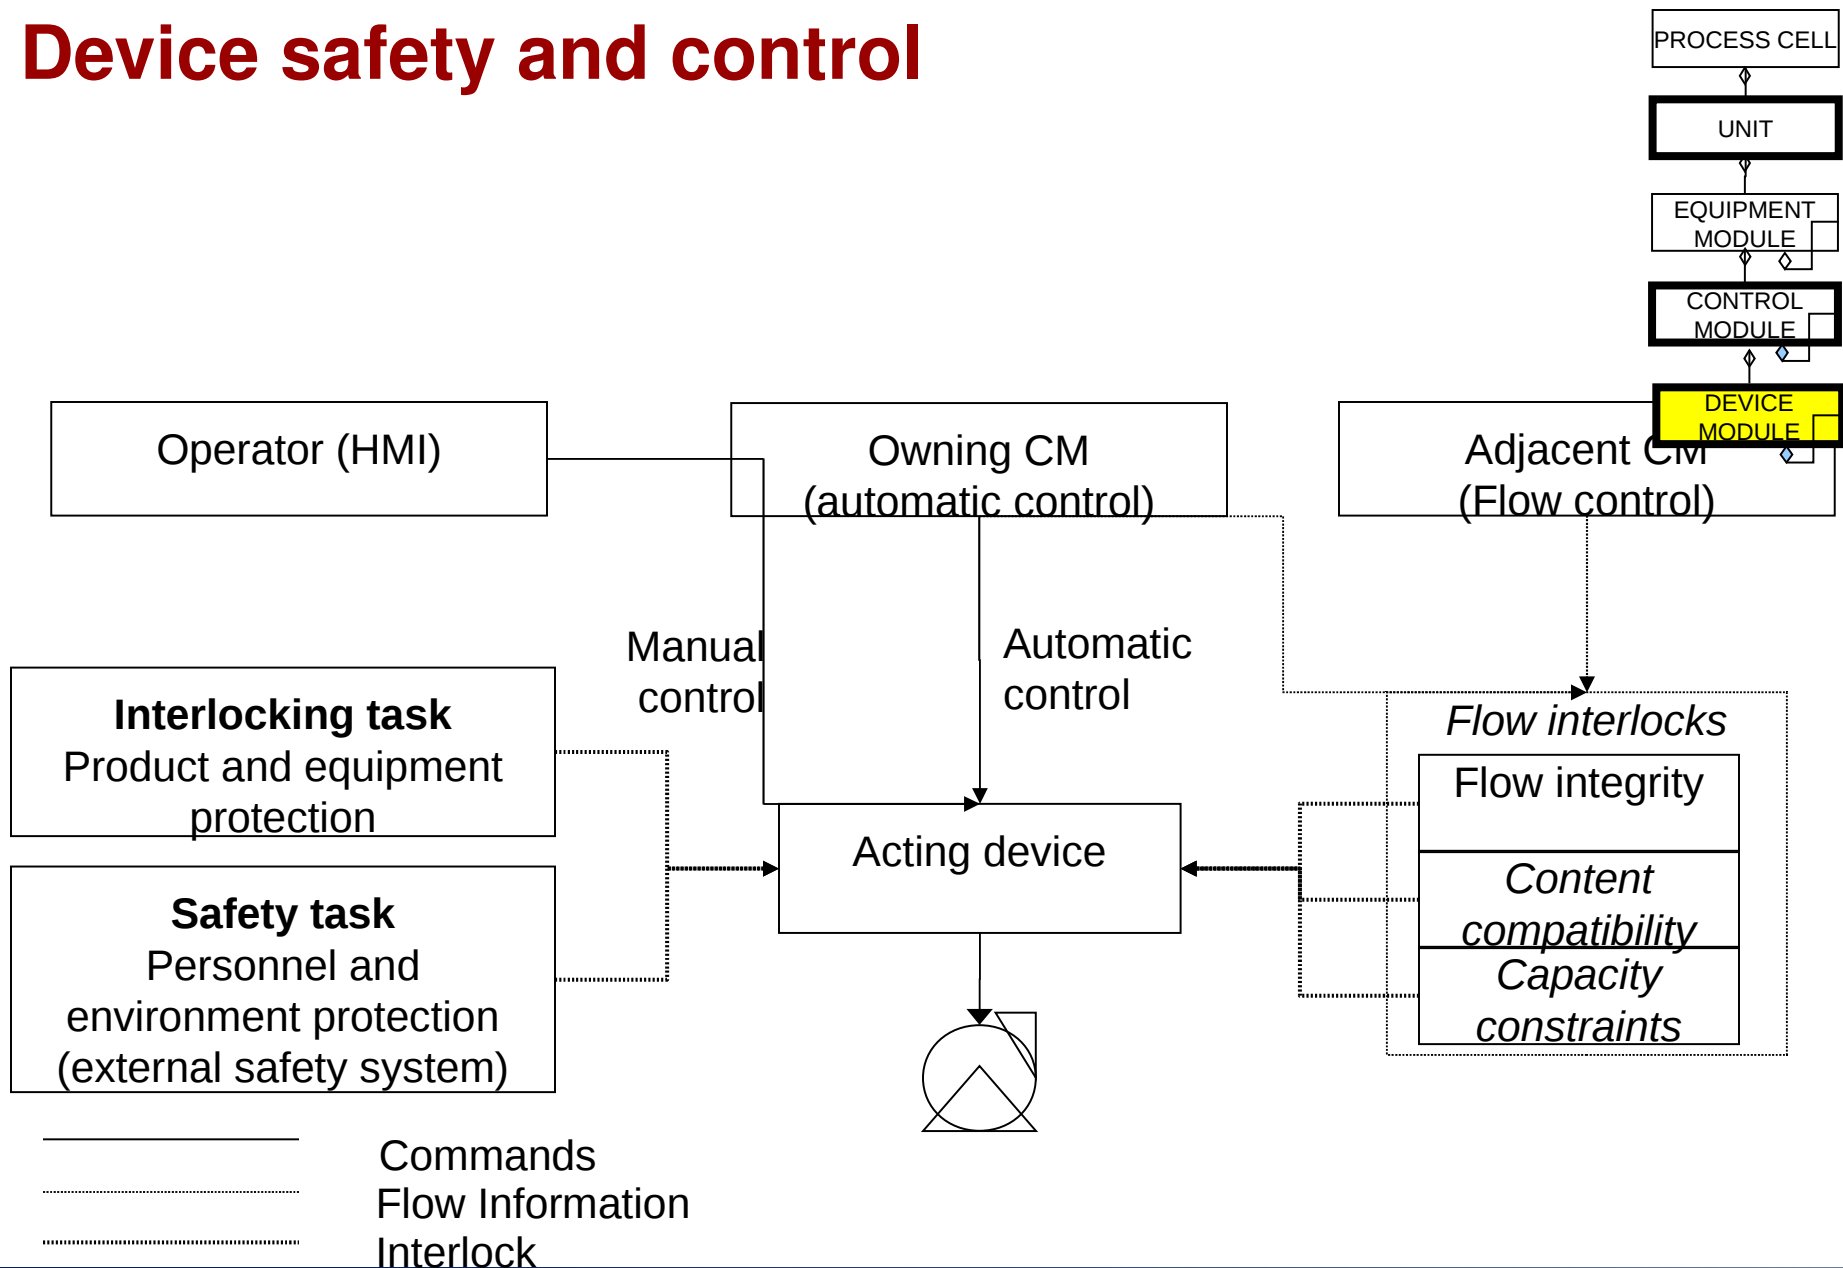 Device safety and control
PROCESS CELL
UNIT
EQUIPMENT
MODULE
CONTROL
MODULE
DEVICE
MODULE
Operator (HMI)
Owning CM
(automatic control)
Adjacent CM
(Flow control)
Manual
control
Automatic
control
Interlocking task
Product and equipment
protection
Safety task
Personnel and
environment protection
(external safety system)
Acting device
Flow interlocks
Flow integrity
Content
compatibility
Capacity
constraints
Commands
Flow Information
Interlock